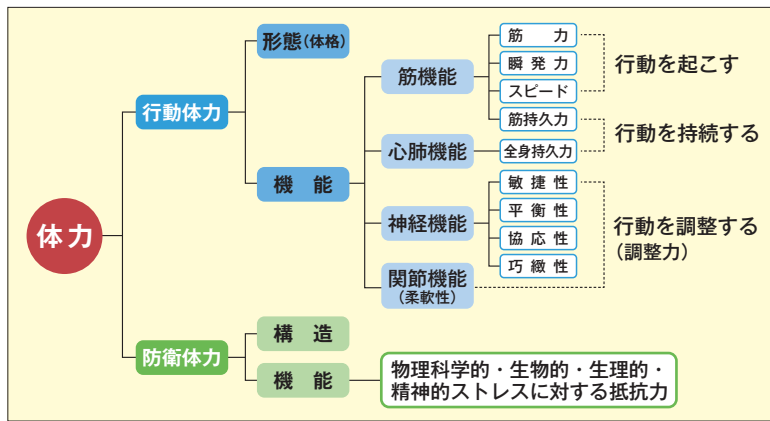 体力
行動体力
形態(体格)
機　能
筋機能
筋　力
瞬発力
スピード
筋持久力
行動を起こす
心肺機能
全身持久力
行動を持続する
神経機能
敏捷性
平衡性
協応性
巧緻性
関節機能
(柔軟性)
行動を調整する
(調整力)
防衛体力
構　造
機　能
物理科学的・生物的・生理的・
精神的ストレスに対する抵抗力